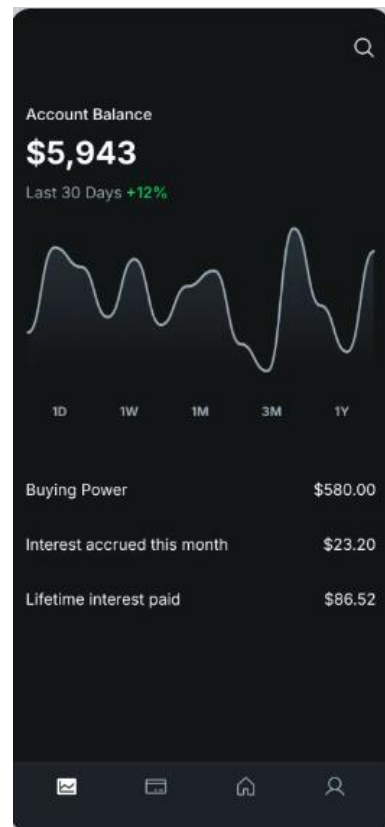 Account Balance
$5,943
Last 30 Days +12%
1D 1W 1M 3M 1Y
Buying Power $580.00
Interest accrued this month $23.20
Lifetime interest paid $86.52